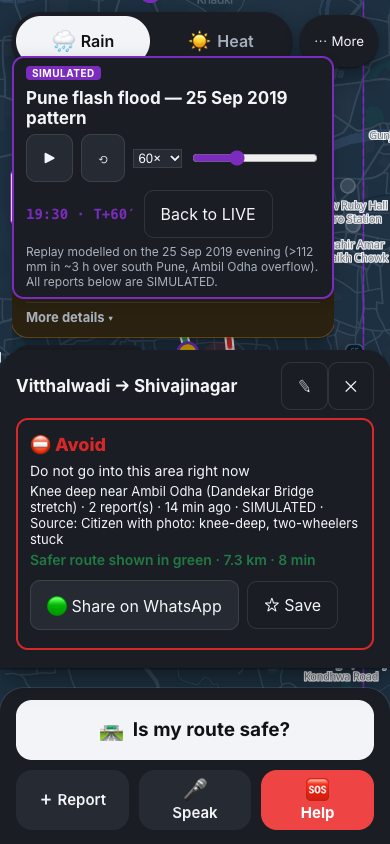 Khadki
🌧️ Rain
☀️ Heat
··· More
SIMULATED
Pune flash flood — 25 Sep 2019
pattern
▶ ⟲ 60×
19:30 · T+60′ Back to LIVE
Replay modelled on the 25 Sep 2019 evening (>112
mm in ~3 h over south Pune, Ambil Odha overflow).
All reports below are SIMULATED.
More details ▾
Ruby Hall
ro Station
Vitthalwadi → Shivajinagar
✎ ✕
⛔ Avoid
Do not go into this area right now
Knee deep near Ambil Odha (Dandekar Bridge
stretch) · 2 report(s) · 14 min ago · SIMULATED ·
Source: Citizen with photo: knee-deep, two-wheelers
stuck
Safer route shown in green · 7.3 km · 8 min
🟢 Share on WhatsApp
☆ Save
Kondhwa Road
🛣️ Is my route safe?
+ Report
🎤 Speak
🆘 Help